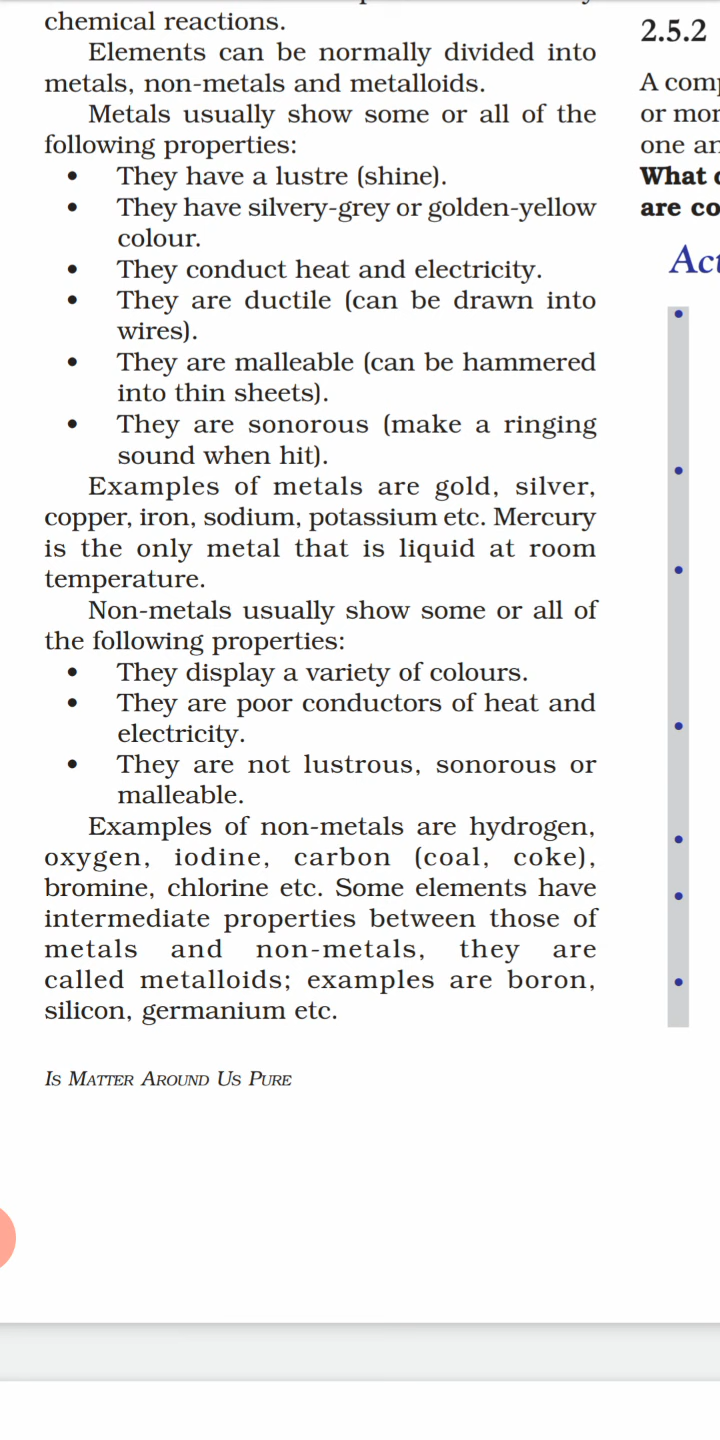 chemical reactions.
Elements can be normally divided into
metals, non-metals and metalloids.
Metals usually show some or all of the
following properties:
• They have a lustre (shine).
• They have silvery-grey or golden-yellow
colour.
• They conduct heat and electricity.
• They are ductile (can be drawn into
wires).
• They are malleable (can be hammered
into thin sheets).
• They are sonorous (make a ringing
sound when hit).
Examples of metals are gold, silver,
copper, iron, sodium, potassium etc. Mercury
is the only metal that is liquid at room
temperature.
Non-metals usually show some or all of
the following properties:
• They display a variety of colours.
• They are poor conductors of heat and
electricity.
• They are not lustrous, sonorous or
malleable.
Examples of non-metals are hydrogen,
oxygen, iodine, carbon (coal, coke),
bromine, chlorine etc. Some elements have
intermediate properties between those of
metals and non-metals, they are
called metalloids; examples are boron,
silicon, germanium etc.
IS MATTER AROUND US PURE
2.5.2
A
or
one
What
are